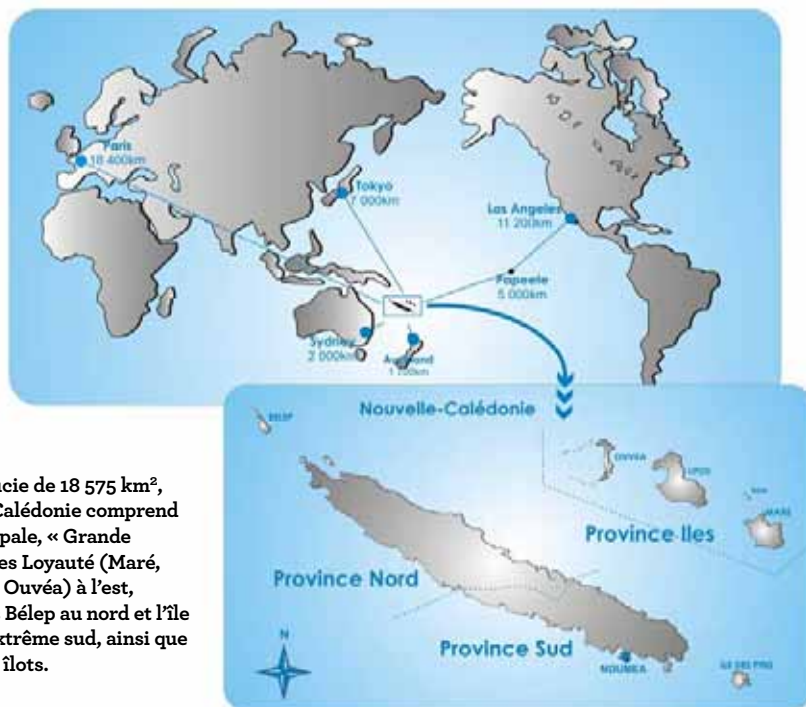 Paris
18 400km
Tokyo
7 000km
Los Angeles
11 200km
Papeete
5 000km
Sydney
2 000km
Auckland
Nouvelle-Calédonie
BELEP
OUVEA
LIFOU
MARE
Province Iles
Province Nord
Province Sud
NOUMEA
ILE DES PINS
N
ucie de 18 575 km²,
Calédonie comprend
pale, « Grande
es Loyauté (Maré,
Ouvéa) à l'est,
Bélep au nord et l'île
xtrême sud, ainsi que
îlots.